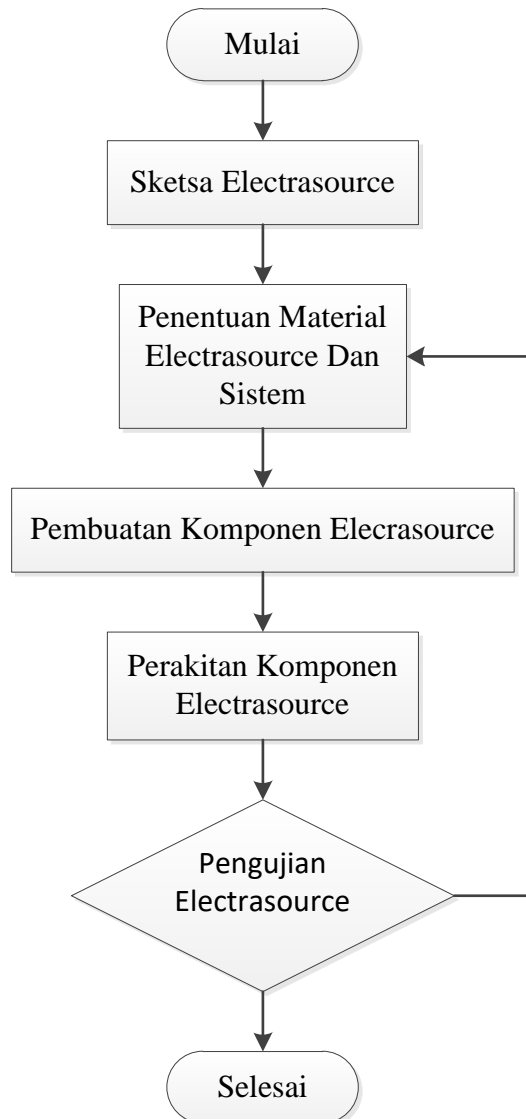 Mulai
Sketsa Electrasource
Penentuan Material
Electrasource Dan
Sistem
Pembuatan Komponen Elecrasource
Perakitan Komponen
Electrasource
Pengujian
Electrasource
Selesai